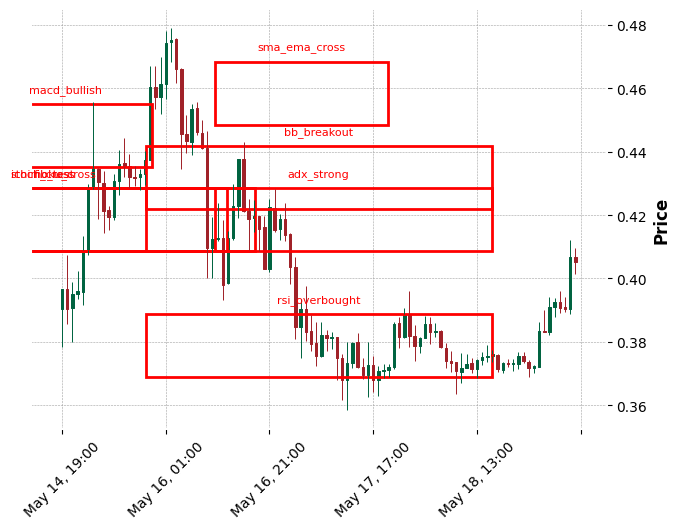 0.48
sma_ema_cross
0.46
macd_bullish
bb_breakout
0.44
adx_strong
0.42
Price
0.40
rsi_overbought
0.38
0.36
May 14, 19:00
May 16, 01:00
May 16, 21:00
May 17, 17:00
May 18, 13:00